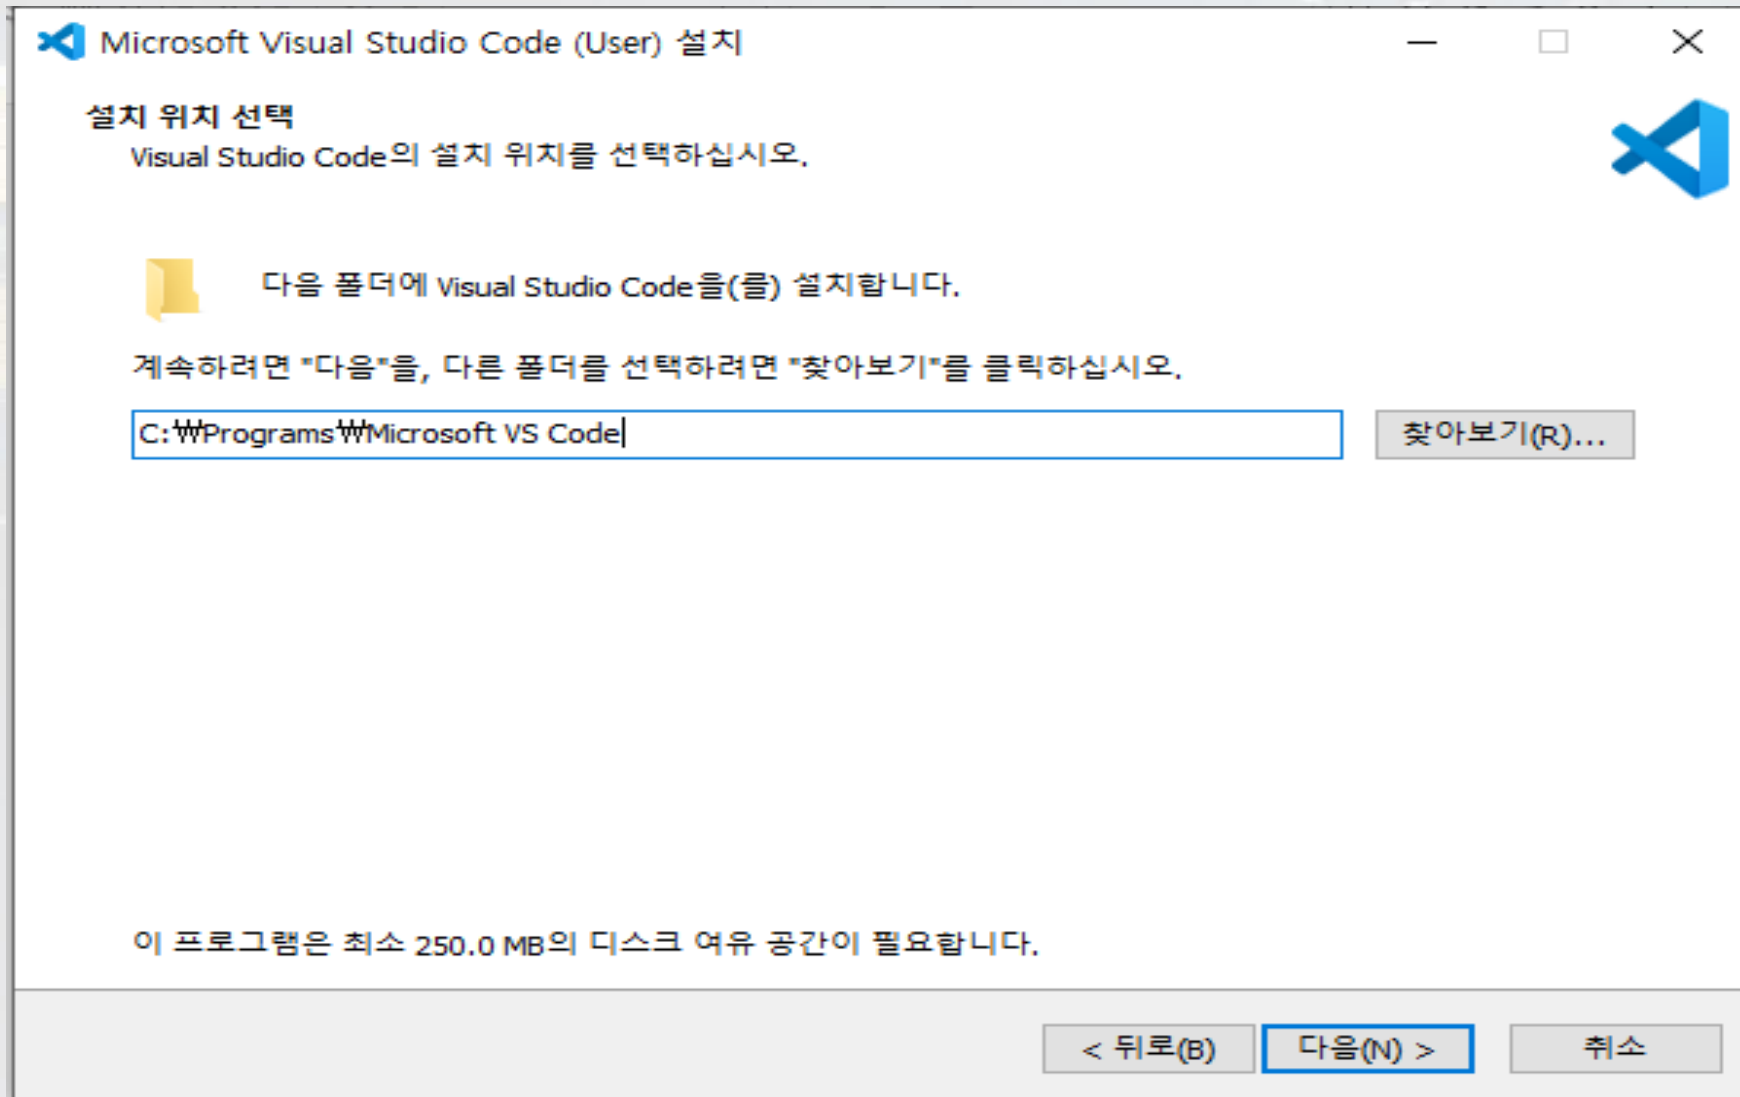 Microsoft Visual Studio Code (User) 설치
설치 위치 선택
Visual Studio Code의 설치 위치를 선택하십시오.
다음 폴더에 Visual Studio Code을(를) 설치합니다.
계속하려면 "다음"을, 다른 폴더를 선택하려면 "찾아보기"를 클릭하십시오.
C:₩Programs₩Microsoft VS Code
찾아보기(R)...
이 프로그램은 최소 250.0 MB의 디스크 여유 공간이 필요합니다.
< 뒤로(B)
다음(N) >
취소